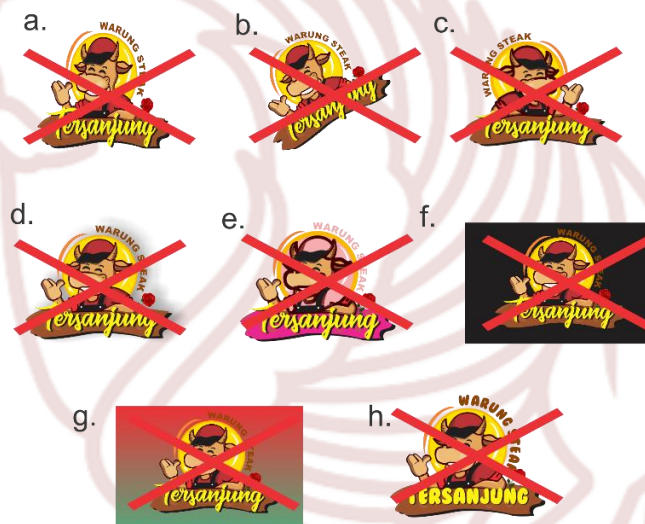 a.
WARUNG STEAK
Tersanjung
b.
WARUNG STEAK
Tersanjung
c.
WARUNG STEAK
Tersanjung
d.
WARUNG STEAK
Tersanjung
e.
WARUNG STEAK
Tersanjung
f.
WARUNG STEAK
Tersanjung
g.
WARUNG STEAK
Tersanjung
h.
WARUNG STEAK
TERSANJUNG